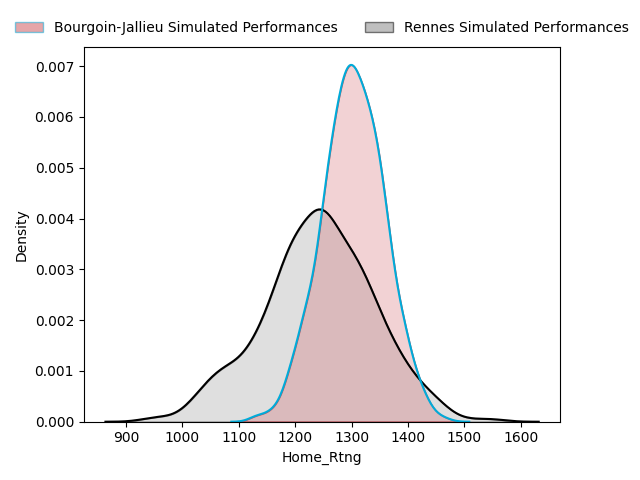 Bourgoin-Jallieu Simulated Performances
Rennes Simulated Performances
0.007
0.006
0.005
0.004
0.003
0.002
0.001
0.000
Density
900 1000 1100 1200 1300 1400 1500 1600
Home_Rtng